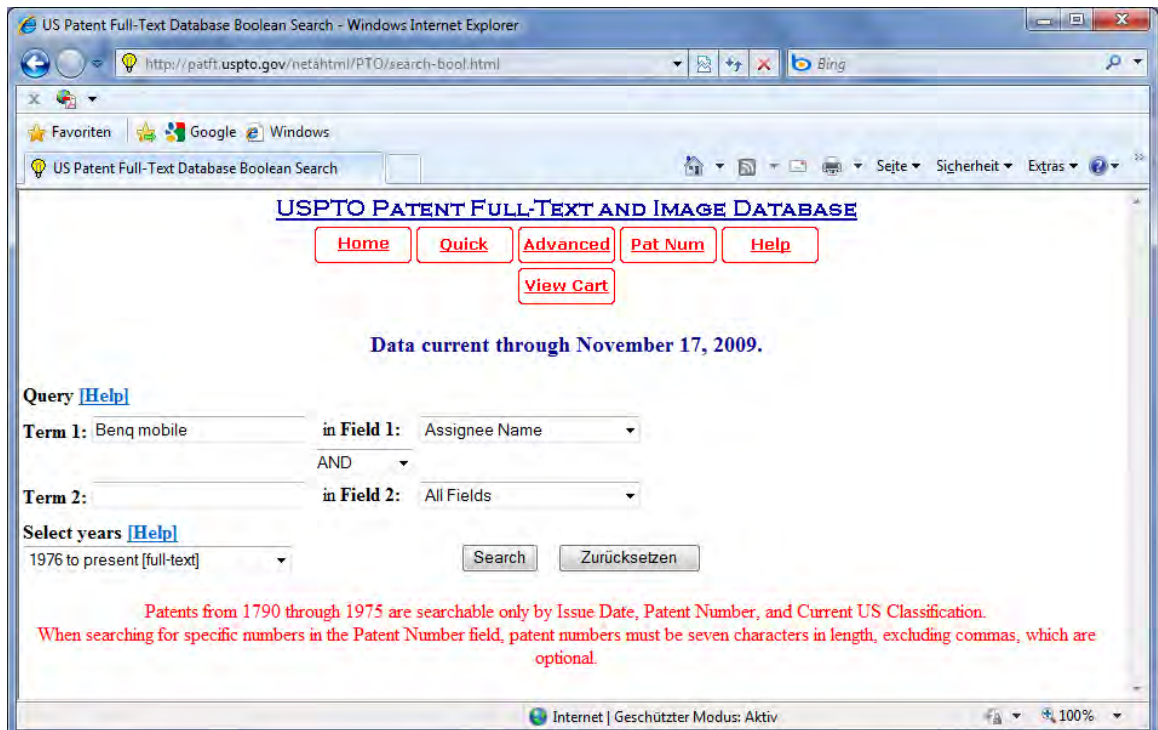 US Patent Full-Text Database Boolean Search - Windows Internet Explorer
http://patft.uspto.gov/netahtml/PTO/search-bool.html
Bing
Favoriten Google Windows
US Patent Full-Text Database Boolean Search
Seite Sicherheit Extras
USPTO PATENT FULL-TEXT AND IMAGE DATABASE
Home Quick Advanced Pat Num Help
View Cart
Data current through November 17, 2009.
Query [Help]
Term 1: Benq mobile in Field 1: Assignee Name
AND
Term 2: in Field 2: All Fields
Select years [Help]
1976 to present [full-text] Search Zurücksetzen
Patents from 1790 through 1975 are searchable only by Issue Date, Patent Number, and Current US Classification.
When searching for specific numbers in the Patent Number field, patent numbers must be seven characters in length, excluding commas, which are
optional.
Internet | Geschützter Modus: Aktiv 100%